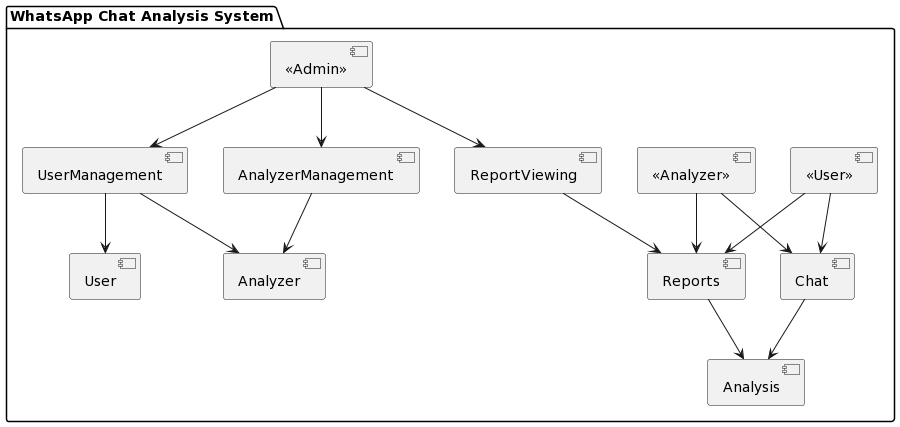 WhatsApp Chat Analysis System
«Admin»
UserManagement
AnalyzerManagement
ReportViewing
«Analyzer»
«User»
User
Analyzer
Reports
Chat
Analysis